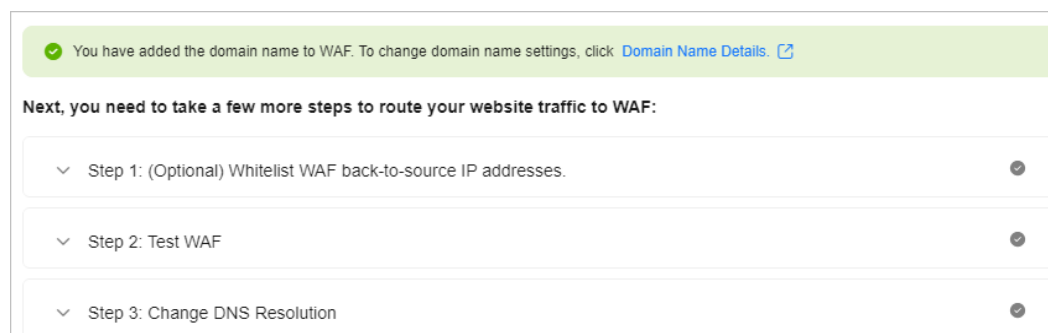 You have added the domain name to WAF. To change domain name settings, click Domain Name Details.
Next, you need to take a few more steps to route your website traffic to WAF:
Step 1: (Optional) Whitelist WAF back-to-source IP addresses.
Step 2: Test WAF
Step 3: Change DNS Resolution